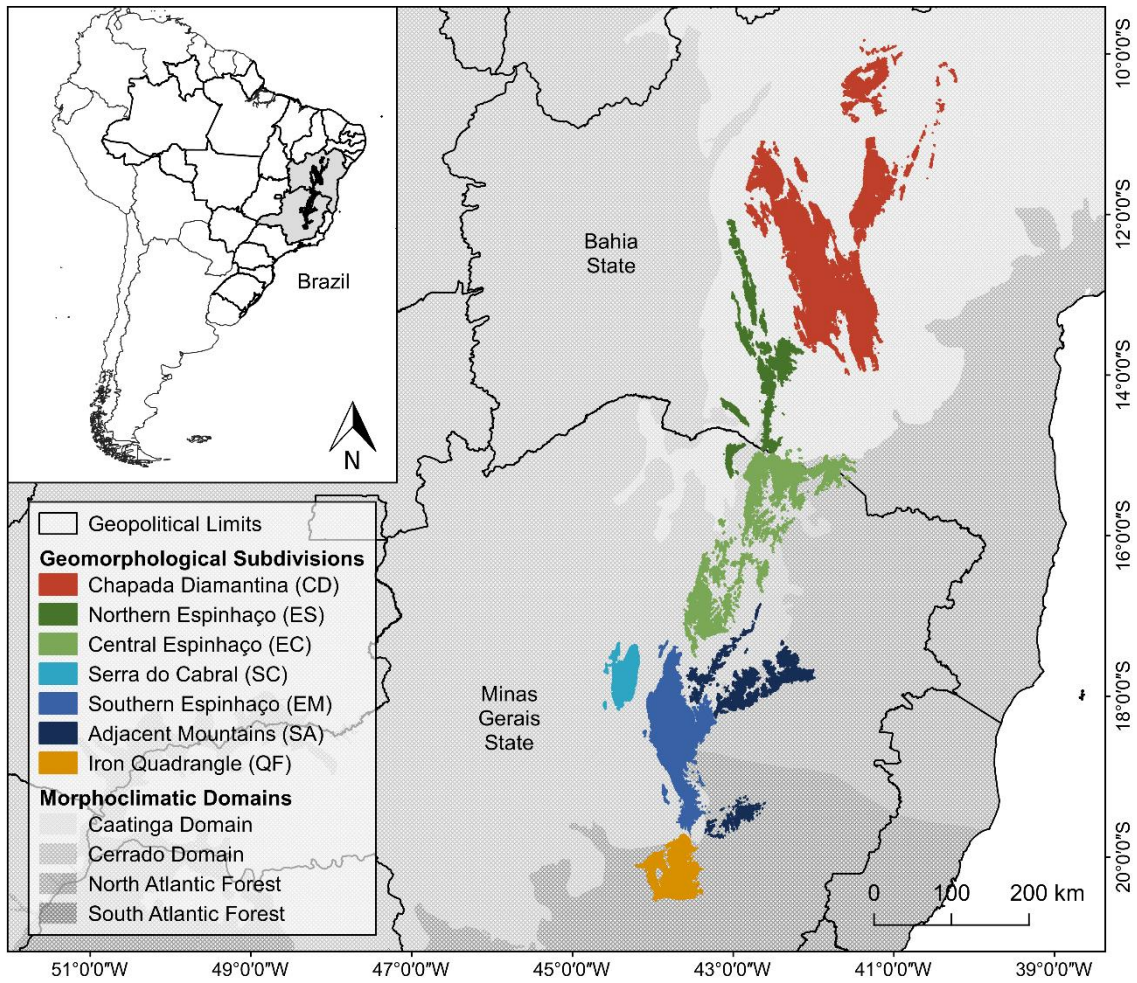 Brazil
N
Bahia
State
Minas
Gerais
State
Geopolitical Limits
Geomorphological Subdivisions
Chapada Diamantina (CD)
Northern Espinhaço (ES)
Central Espinhaço (EC)
Serra do Cabral (SC)
Southern Espinhaço (EM)
Adjacent Mountains (SA)
Iron Quadrangle (QF)
Morphoclimatic Domains
Caatinga Domain
Cerrado Domain
North Atlantic Forest
South Atlantic Forest
0 100 200 km
10°0'0"S
12°0'0"S
14°0'0"S
16°0'0"S
18°0'0"S
20°0'0"S
51°0'0"W 49°0'0"W 47°0'0"W 45°0'0"W 43°0'0"W 41°0'0"W 39°0'0"W